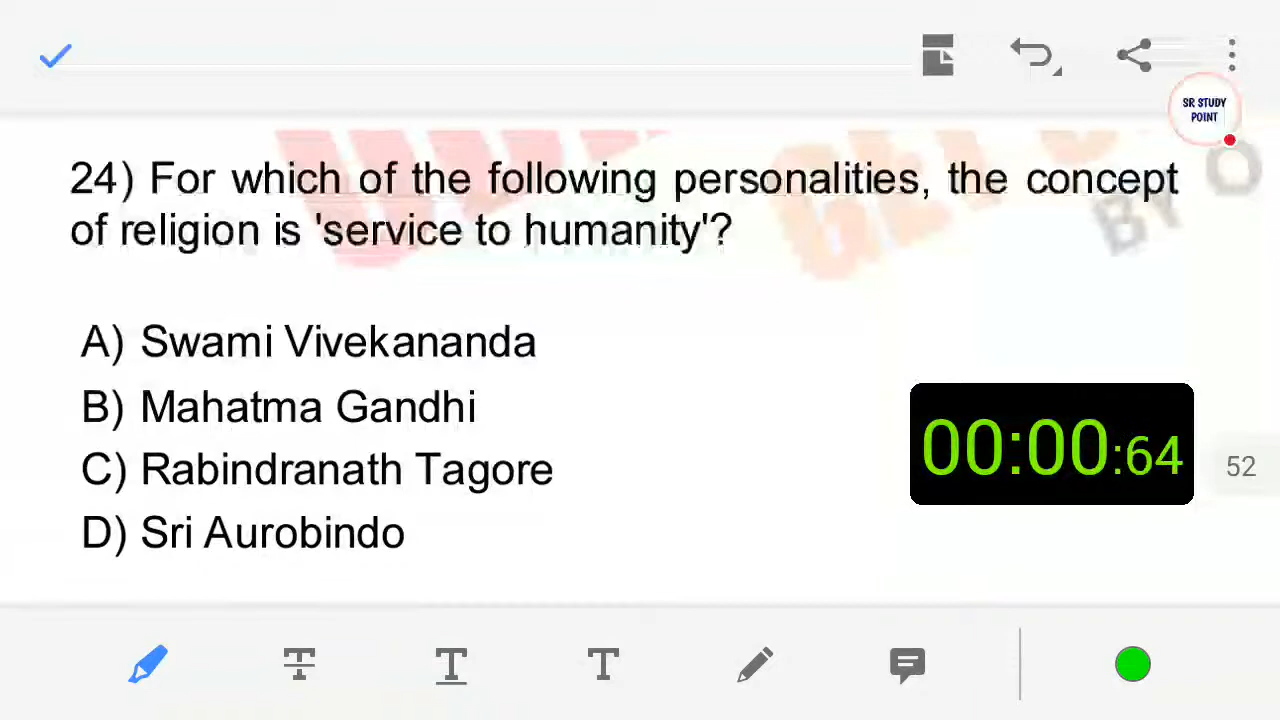 SR STUDY
POINT
24) For which of the following personalities, the concept
of religion is 'service to humanity'?
A) Swami Vivekananda
B) Mahatma Gandhi
C) Rabindranath Tagore
D) Sri Aurobindo
00:00:64
52
BY